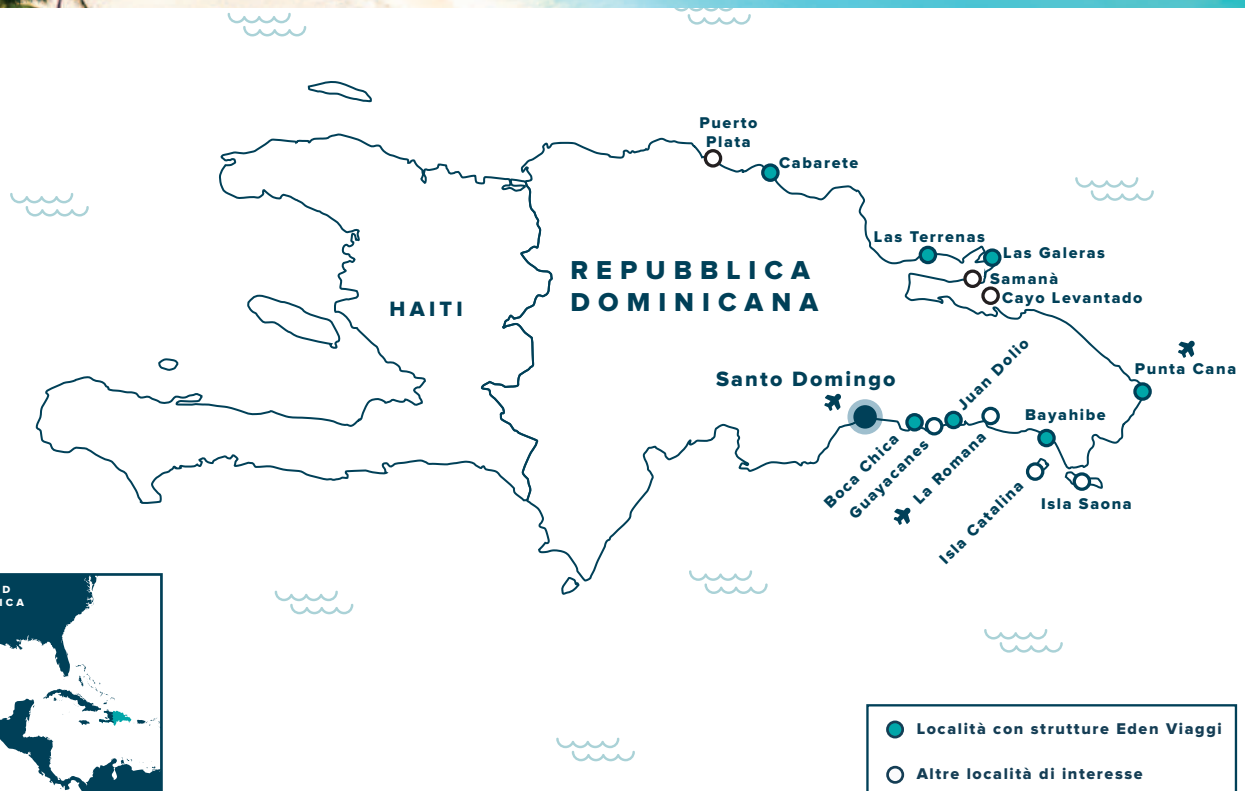 Puerto
Plata
Cabarete
Las Terrenas
Las Galeras
Samanà
Cayo Levantado
REPUBBLICA
DOMINICANA
HAITI
Juan Dolio
Punta Cana
Santo Domingo
Bayahibe
Boca Chica
Guayacanes
La Romana
Isla Catalina
Isla Saona
D
ICA
Località con strutture Eden Viaggi
Altre località di interesse